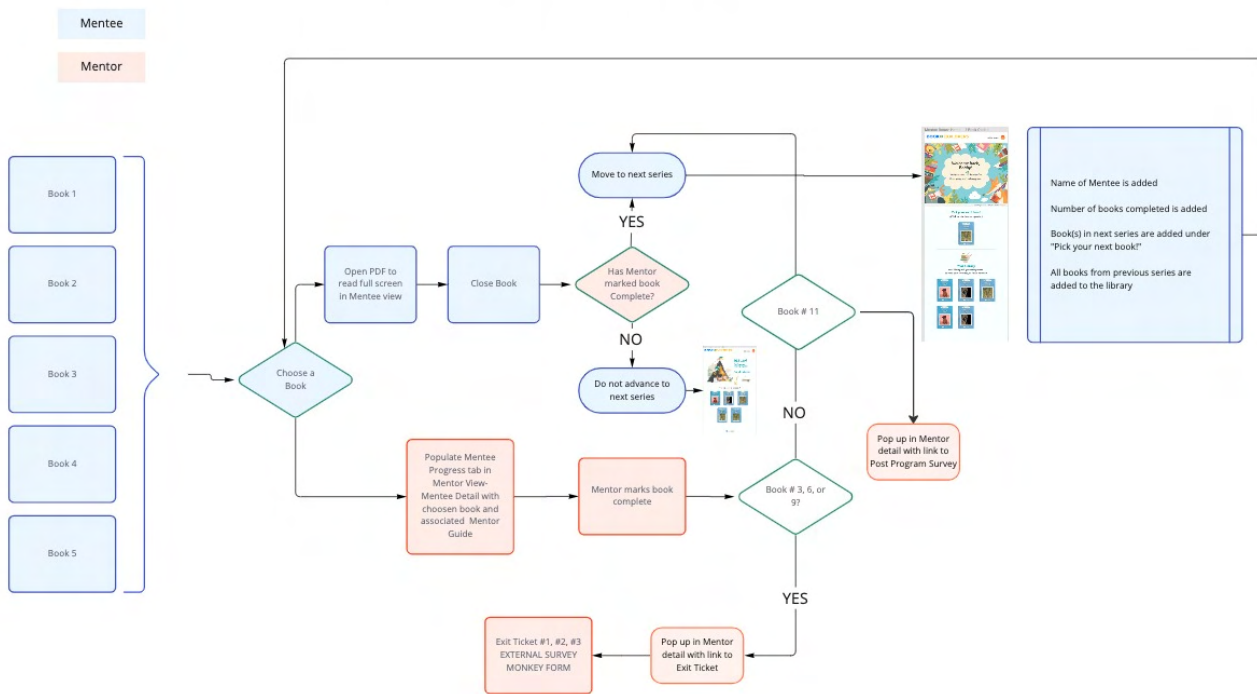 Mentee
Mentor
Book 1
Book 2
Book 3
Book 4
Book 5
Choose a
Book
Open PDF to
read full screen
in Mentee view
Close Book
Has Mentor
marked book
Complete?
YES
Move to next series
NO
Do not advance to
next series
Populate Mentee
Progress tab in
Mentor View-
Mentee Detail with
choosen book and
associated Mentor
Guide
Mentor marks book
complete
Book # 3, 6, or
9?
NO
Book # 11
Pop up in Mentor
detail with link to
Post Program Survey
YES
Pop up in Mentor
detail with link to
Exit Ticket
Exit Ticket #1, #2, #3
EXTERNAL SURVEY
MONKEY FORM
Name of Mentee is added
Number of books completed is added
Book(s) in next series are added under
"Pick your next book!"
All books from previous series are
added to the library